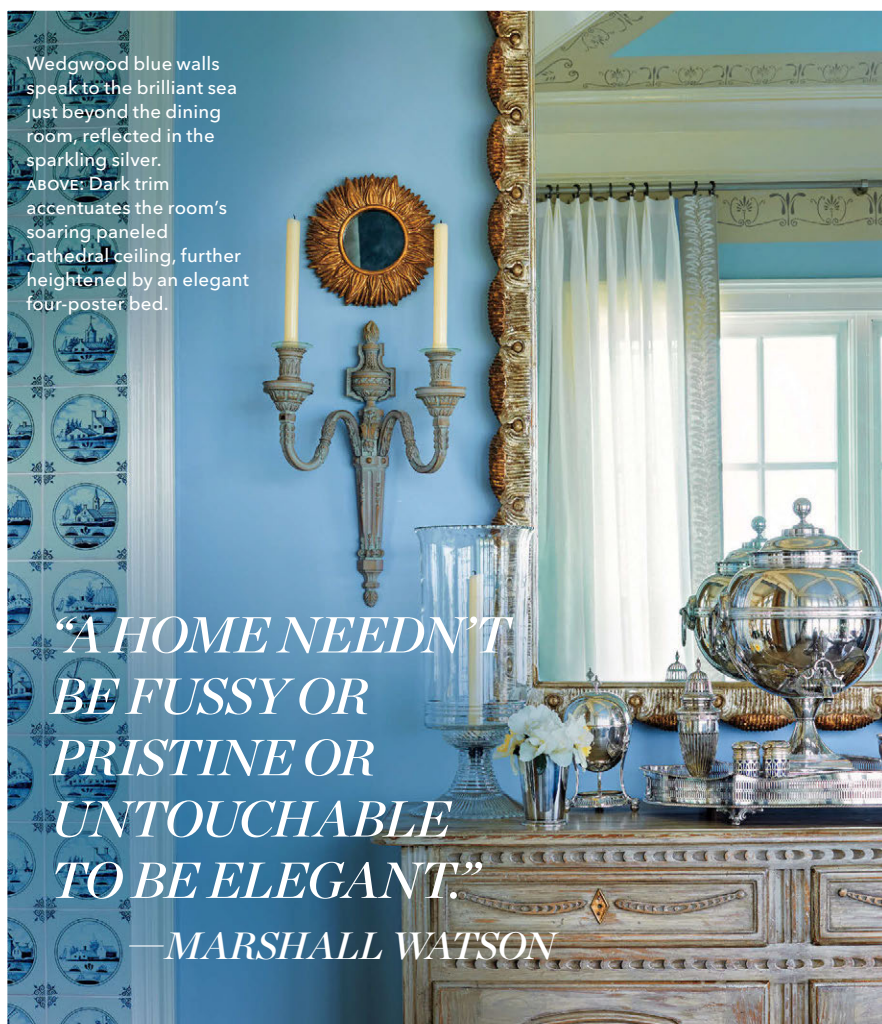 Wedgwood blue walls
speak to the brilliant sea
just beyond the dining
room, reflected in the
sparkling silver.
ABOVE: Dark trim
accentuates the room’s
soaring paneled
cathedral ceiling, further
heightened by an elegant
four-poster bed.
“A HOME NEEDN’T
BE FUSSY OR
PRISTINE OR
UNTOUCHABLE
TO BE ELEGANT.”
—MARSHALL WATSON